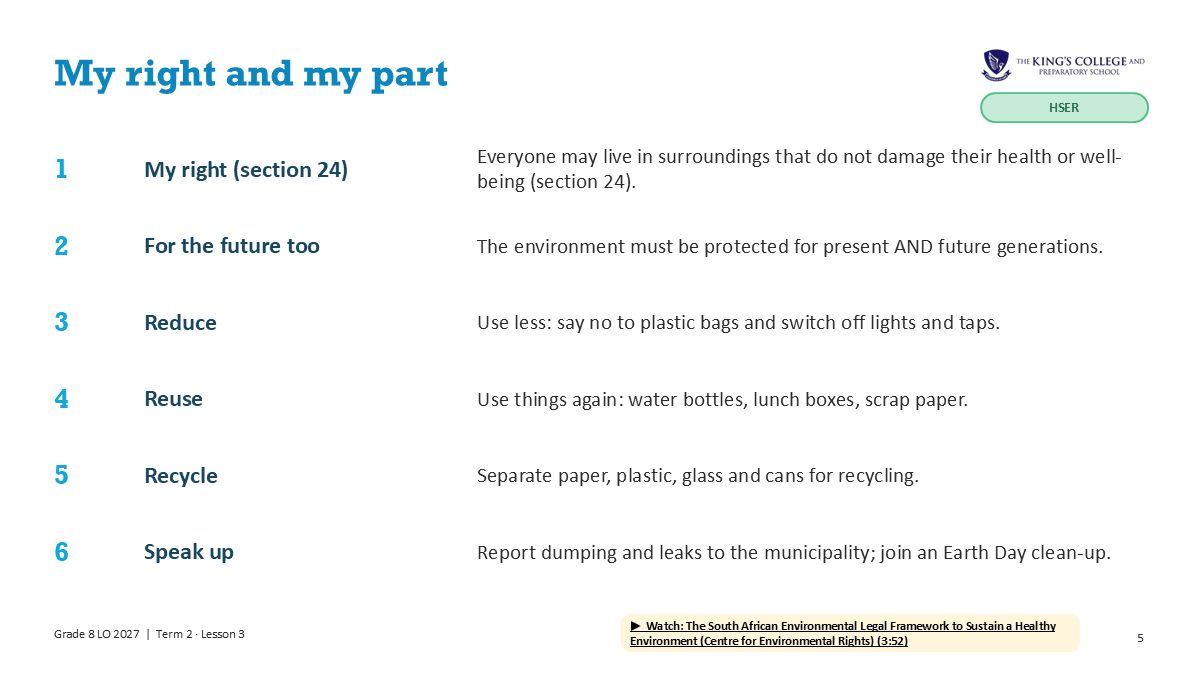 My right and my part
THE KING'S COLLEGE AND
PREPARATORY SCHOOL
HSER
1 My right (section 24) Everyone may live in surroundings that do not damage their health or well-
being (section 24).
2 For the future too The environment must be protected for present AND future generations.
3 Reduce Use less: say no to plastic bags and switch off lights and taps.
4 Reuse Use things again: water bottles, lunch boxes, scrap paper.
5 Recycle Separate paper, plastic, glass and cans for recycling.
6 Speak up Report dumping and leaks to the municipality; join an Earth Day clean-up.
Grade 8 LO 2027 | Term 2 · Lesson 3
▶ Watch: The South African Environmental Legal Framework to Sustain a Healthy
Environment (Centre for Environmental Rights) (3:52)
5